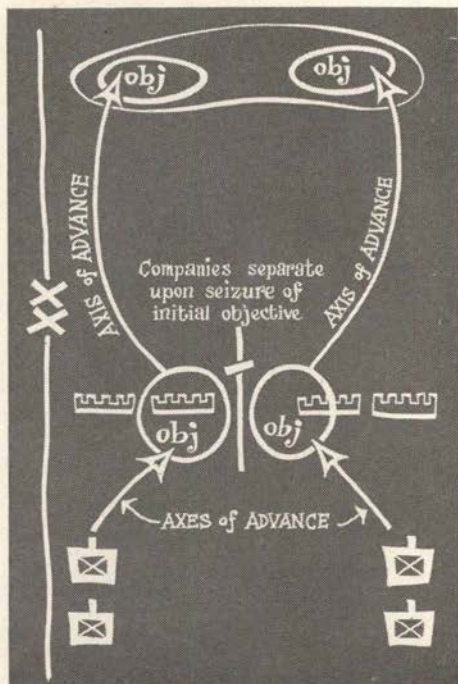 obj
obj
AXIS of ADVANCE
AXIS of ADVANCE
Companies separate
upon seizure of
initial objective
XX
obj
obj
AXES of ADVANCE